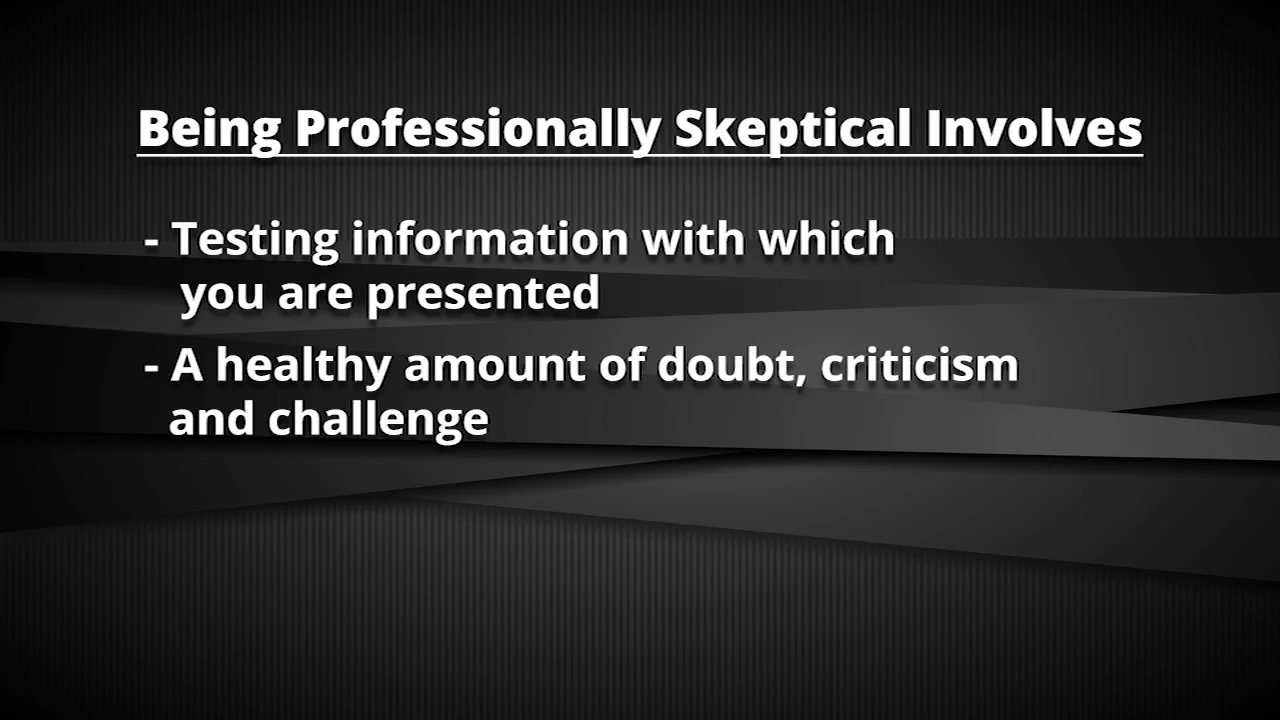 Being Professionally Skeptical Involves
- Testing information with which
you are presented
- A healthy amount of doubt, criticism
and challenge